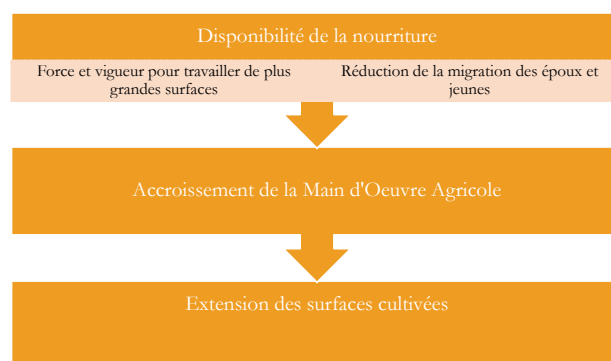 Disponibilité de la nourriture
Force et vigueur pour travailler de plus
grandes surfaces
Réduction de la migration des époux et
jeunes
Accroissement de la Main d'Oeuvre Agricole
Extension des surfaces cultivées